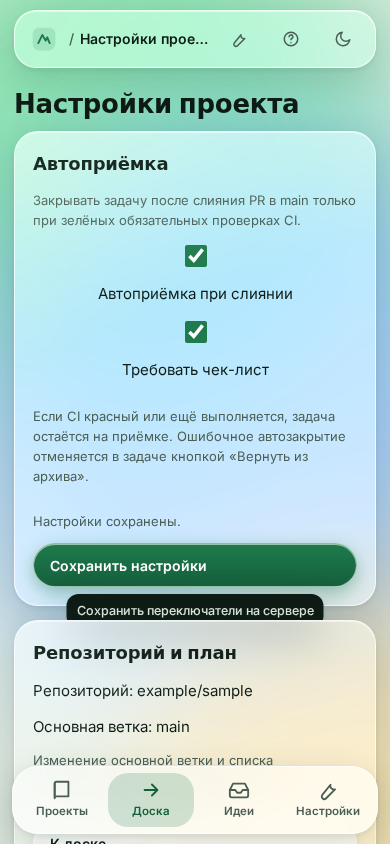 / Настройки прое...
Настройки проекта
Автоприёмка
Закрывать задачу после слияния PR в main только
при зелёных обязательных проверках CI.
Автоприёмка при слиянии
Требовать чек-лист
Если CI красный или ещё выполняется, задача
остаётся на приёмке. Ошибочное автозакрытие
отменяется в задаче кнопкой «Вернуть из
архива».
Настройки сохранены.
Сохранить настройки
Сохранить переключатели на сервере
Репозиторий и план
Репозиторий: example/sample
Основная ветка: main
Изменение основной ветки и списка
Проекты
Доска
Идеи
Настройки
К доске